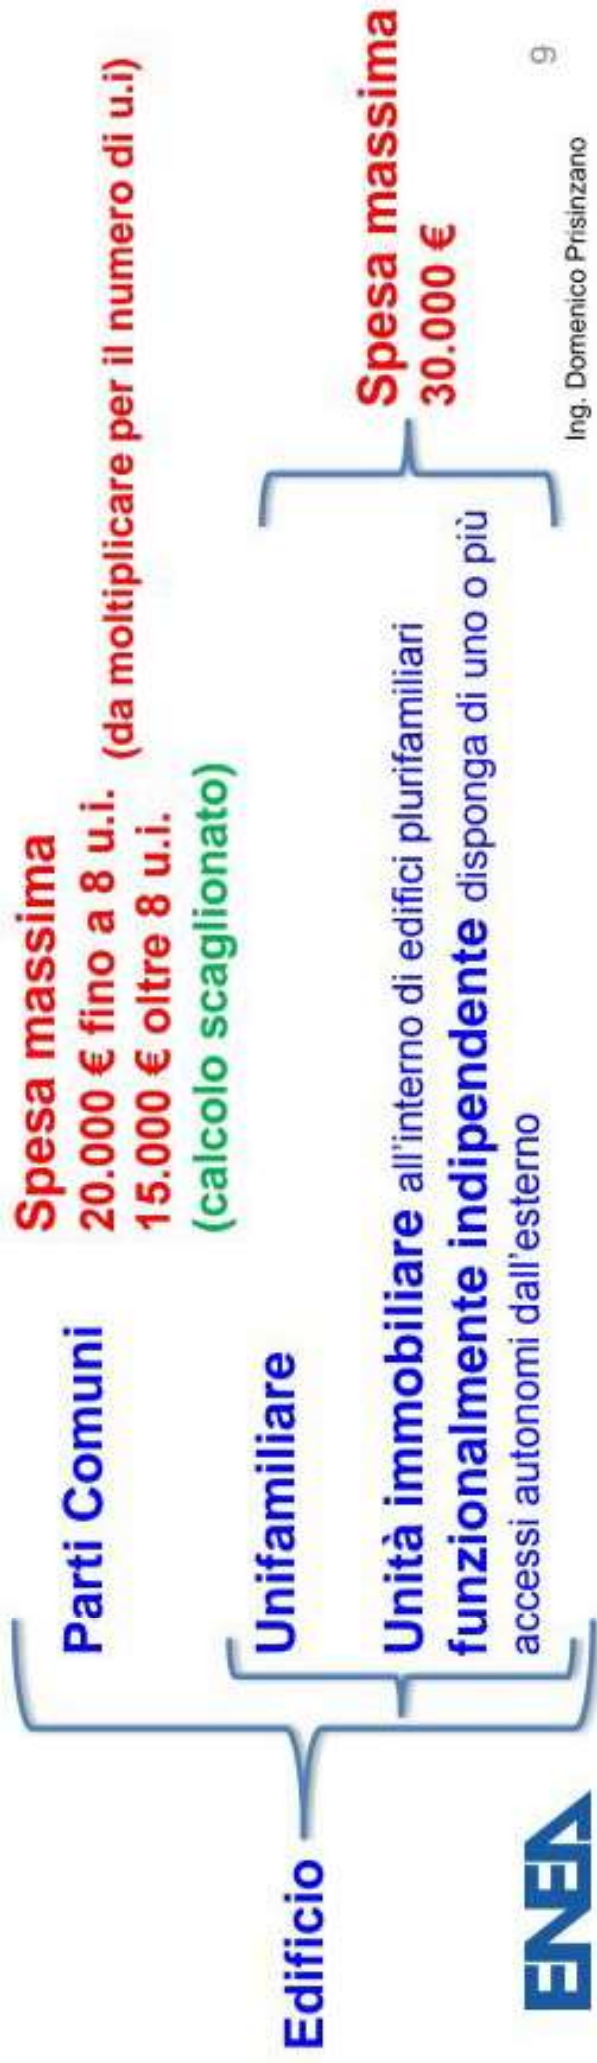 Edificio
Parti Comuni
Spesa massima
20.000 € fino a 8 u.i. (da moltiplicare per il numero di u.i)
15.000 € oltre 8 u.i.
(calcolo scaglionato)
Unifamiliare
Unità immobiliare all'interno di edifici plurifamiliari
funzionalmente indipendente disponga di uno o più
accessi autonomi dall'esterno
Spesa massima
30.000 €
ENEA
Ing. Domenico Prisinzano
9